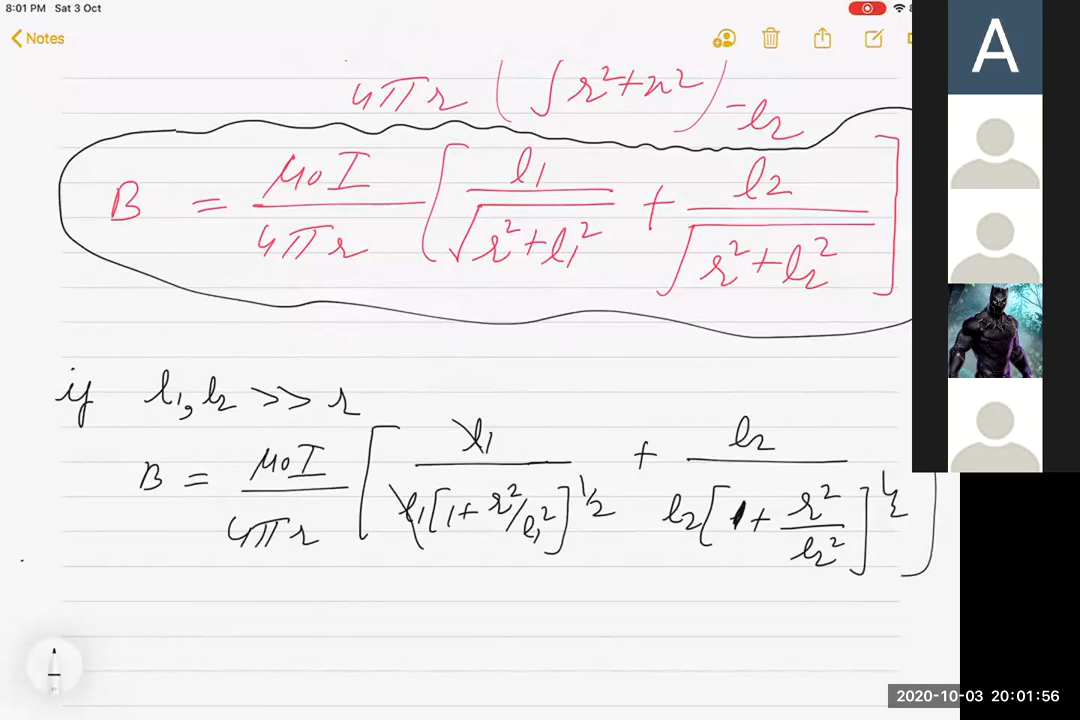 8:01 PM Sat 3 Oct
Notes
A
4πr (√r²+x²)₋l₂
B = μ₀I/4πr [l₁/√r²+l₁² + l₂/√r²+l₂²]
if l₁, l₂ >> r
B = μ₀I/4πr [l₁/l₁[1+r²/l₁²]^1/2 + l₂/l₂[1+r²/l₂²]^1/2]
2020-10-03 20:01:56